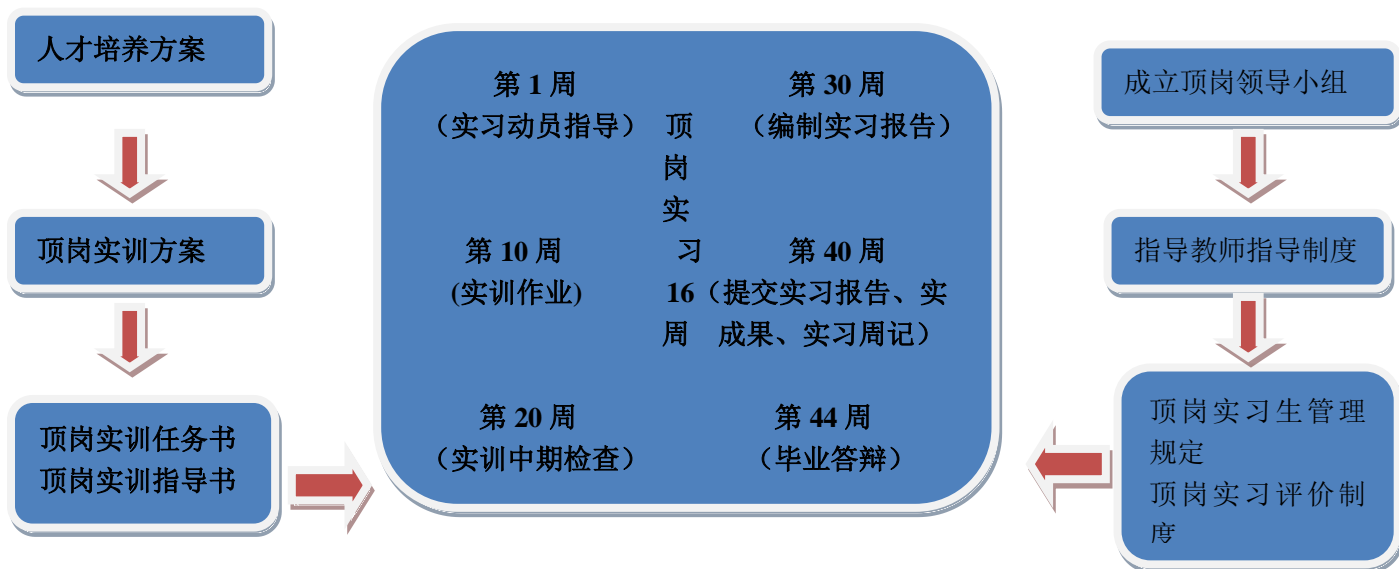 人才培养方案
顶岗实训方案
顶岗实训任务书
顶岗实训指导书
第 1 周 第 30 周
（实习动员指导） 顶 （编制实习报告）
岗
实
第 10 周 习 第 40 周
(实训作业) 16（提交实习报告、实
周 成果、实习周记）
第 20 周 第 44 周
（实训中期检查） （毕业答辩）
成立顶岗领导小组
指导教师指导制度
顶岗实习生管理
规定
顶岗实习评价制
度